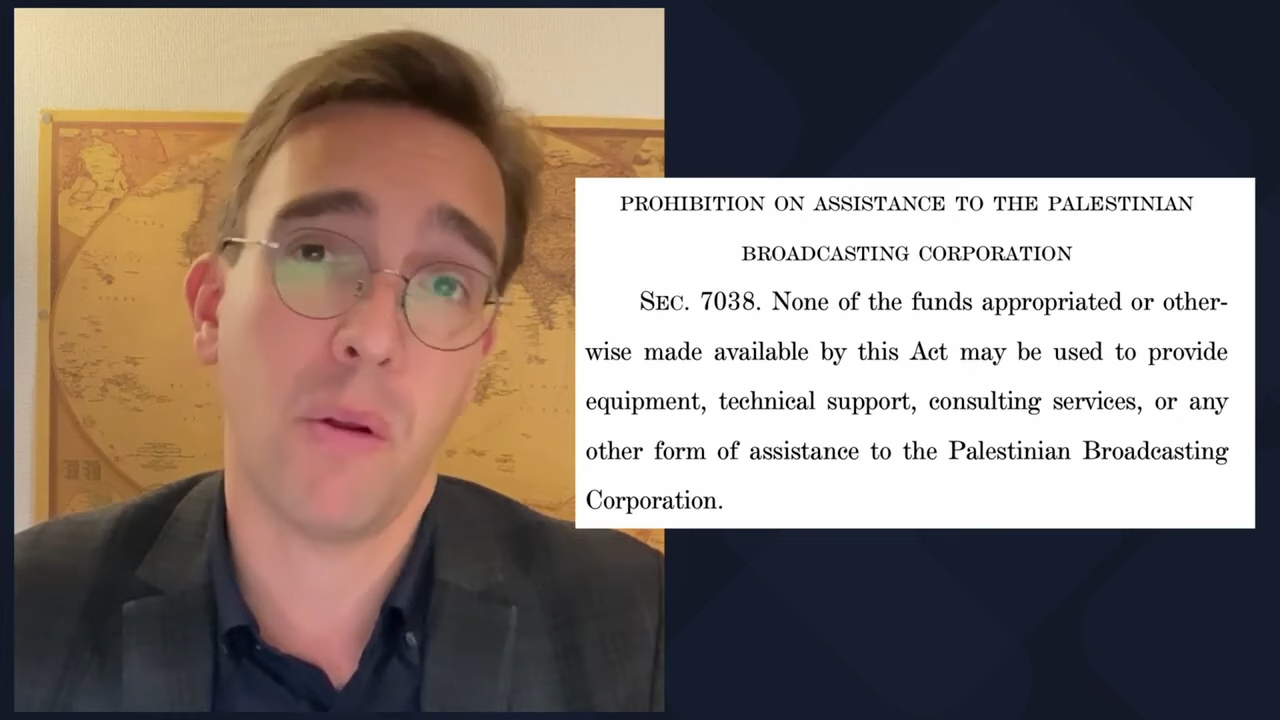 PROHIBITION ON ASSISTANCE TO THE PALESTINIAN
BROADCASTING CORPORATION
SEC. 7038. None of the funds appropriated or other-
wise made available by this Act may be used to provide
equipment, technical support, consulting services, or any
other form of assistance to the Palestinian Broadcasting
Corporation.